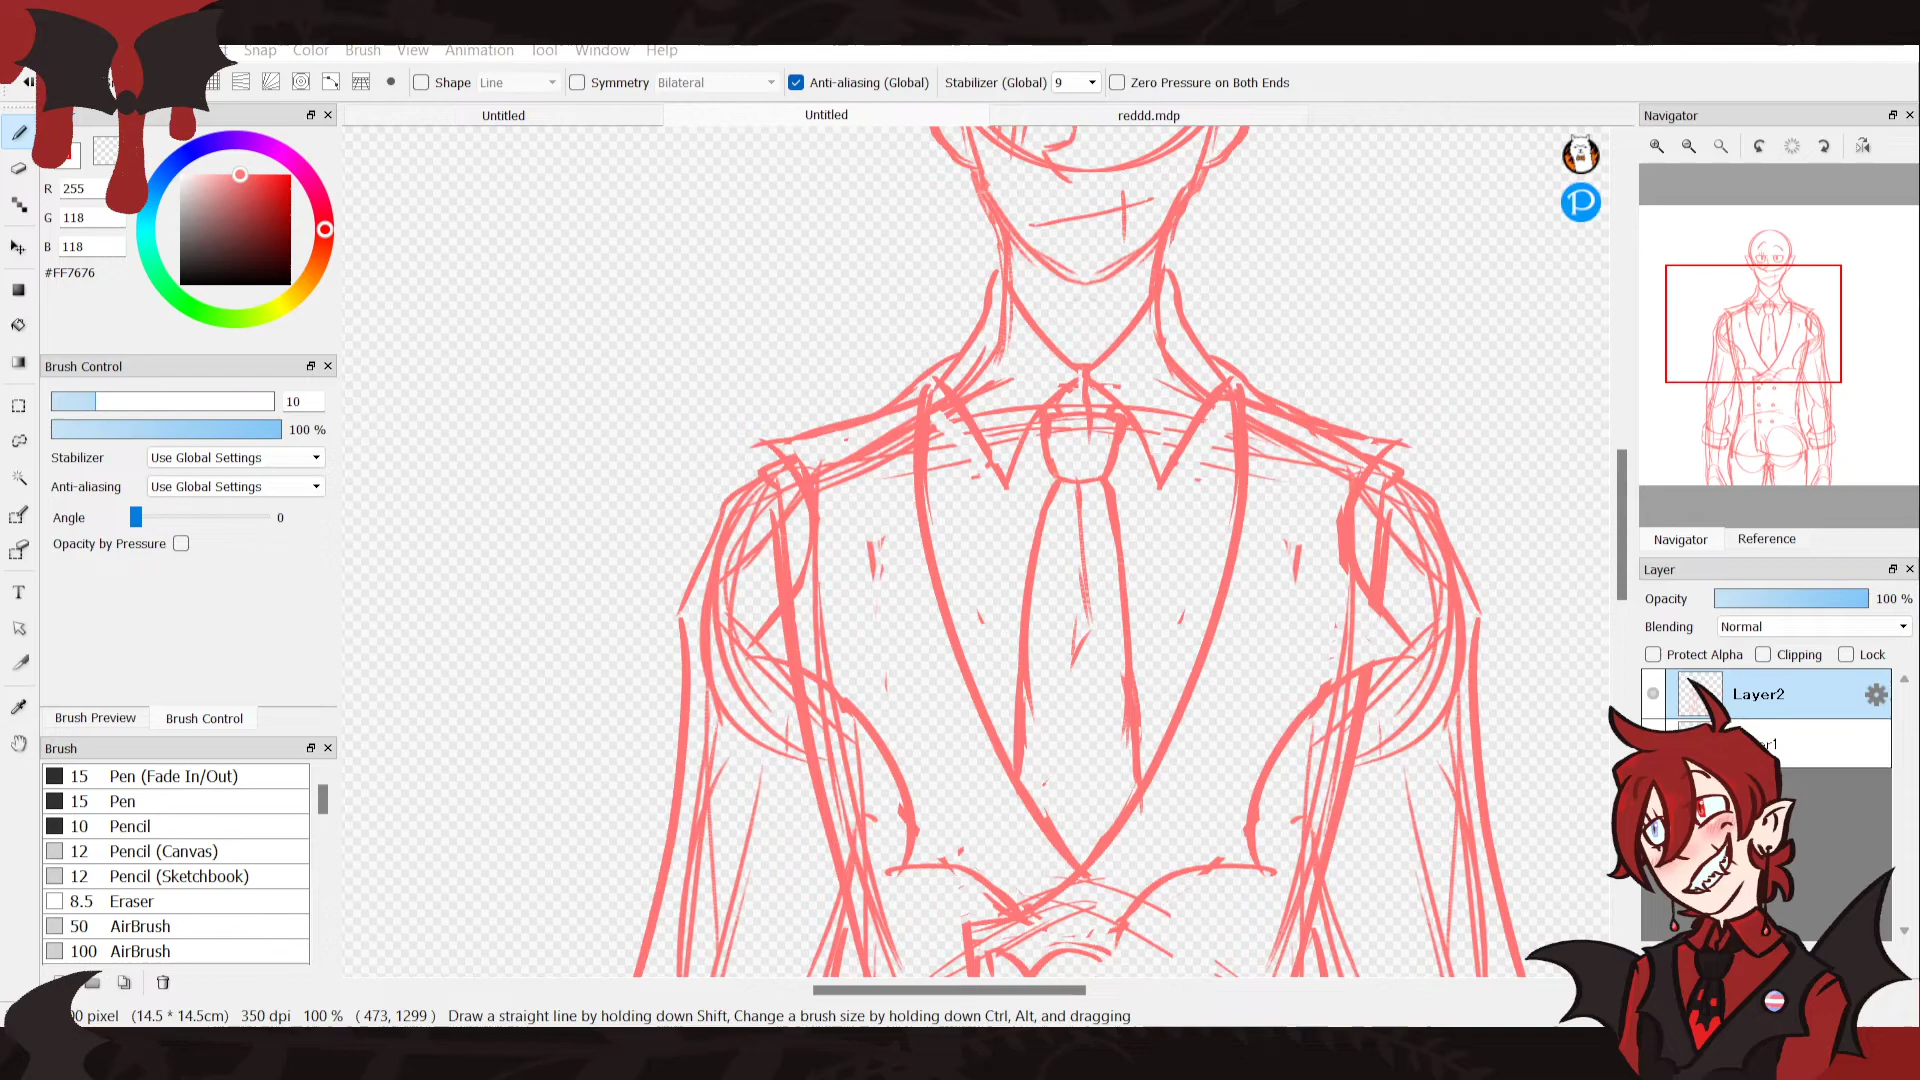 Snap Color Brush View Animation Tool Window Help
Shape Line Symmetry Bilateral Anti-aliasing (Global) Stabilizer (Global) 9 Zero Pressure on Both Ends
Untitled Untitled reddd.mdp
R 255
G 118
B 118
#FF7676
Brush Control
10
100 %
Stabilizer Use Global Settings
Anti-aliasing Use Global Settings
Angle 0
Opacity by Pressure
Brush Preview Brush Control
Brush
15 Pen (Fade In/Out)
15 Pen
10 Pencil
12 Pencil (Canvas)
12 Pencil (Sketchbook)
8.5 Eraser
50 AirBrush
100 AirBrush
pixel (14.5 * 14.5cm) 350 dpi 100 % ( 473, 1299 ) Draw a straight line by holding down Shift, Change a brush size by holding down Ctrl, Alt, and dragging
Navigator
Navigator Reference
Layer
Opacity 100 %
Blending Normal
Protect Alpha Clipping Lock
Layer2
er1